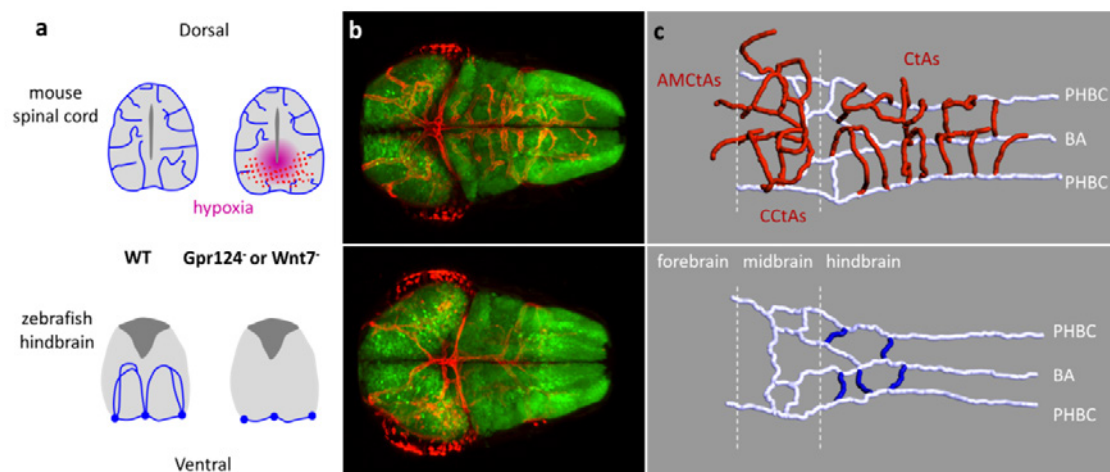 a
Dorsal
mouse
spinal cord
hypoxia
WT
Gpr124⁻ or Wnt7⁻
zebrafish
hindbrain
Ventral
b
c
AMCtAs
CtAs
PHBC
BA
PHBC
CCtAs
forebrain
midbrain
hindbrain
PHBC
BA
PHBC